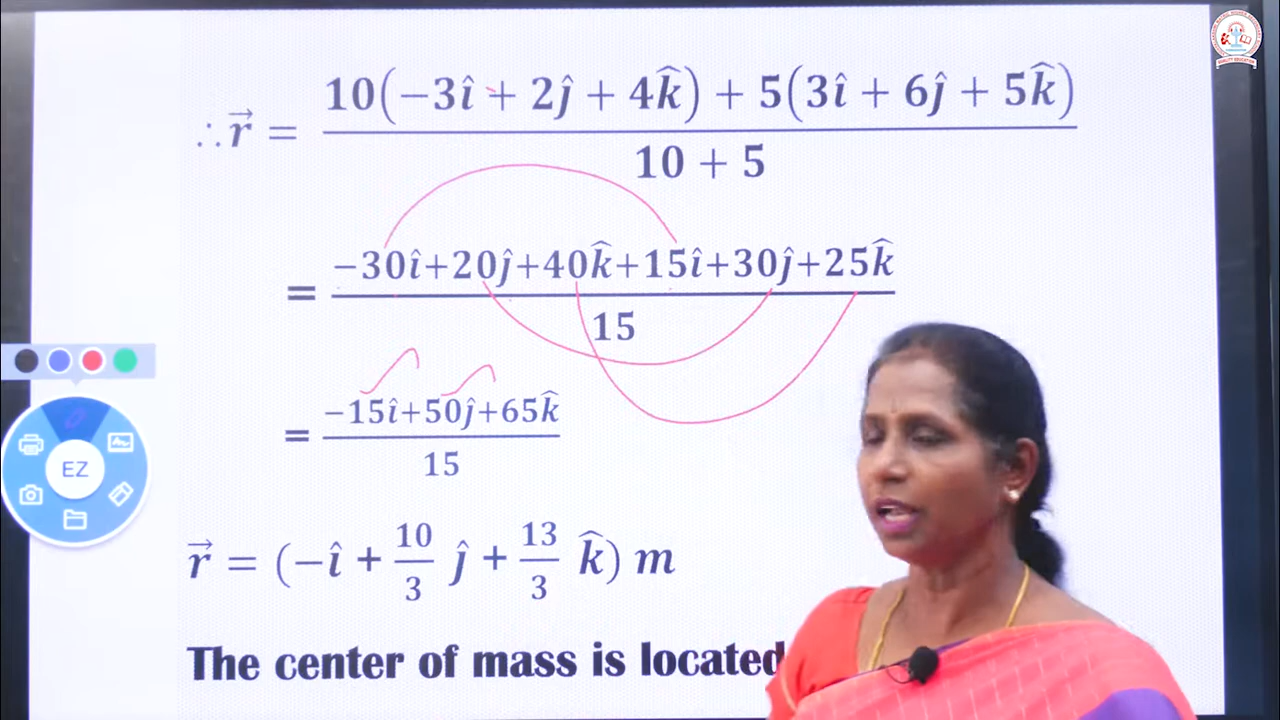 ∴ r⃗ = 10(−3î + 2ĵ + 4k̂) + 5(3î + 6ĵ + 5k̂) / 10 + 5
= −30î+20ĵ+40k̂+15î+30ĵ+25k̂ / 15
= −15î+50ĵ+65k̂ / 15
EZ
r⃗ = (−î + 10/3 ĵ + 13/3 k̂) m
The center of mass is located